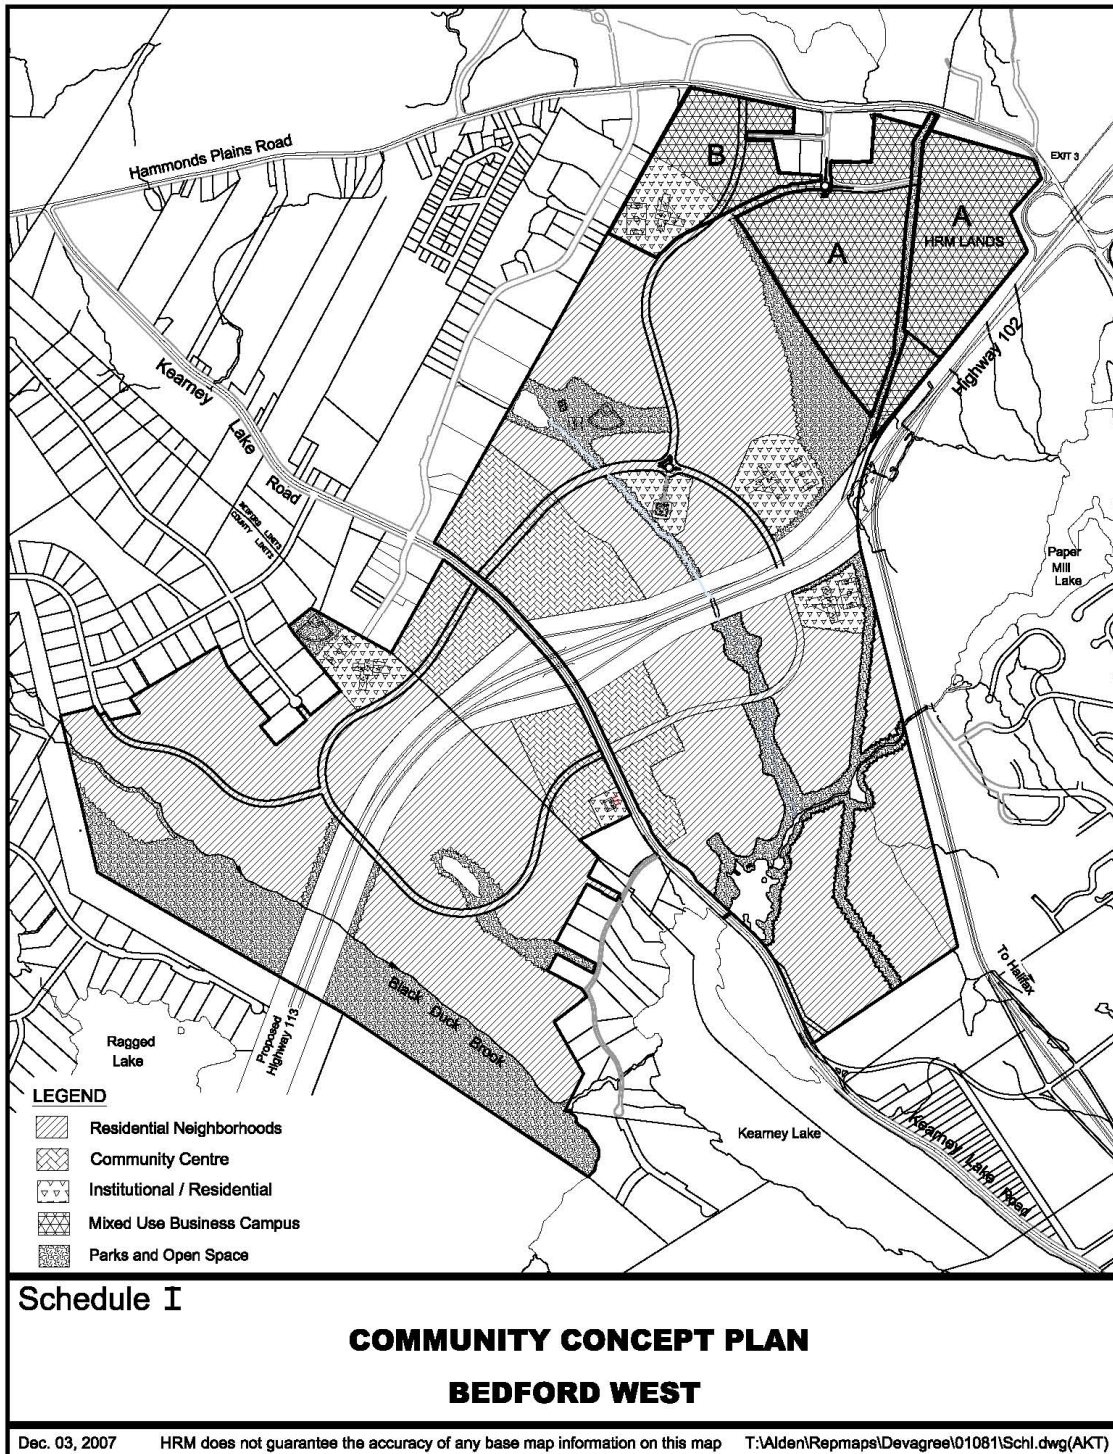 Hammonds Plains Road
EXIT 3
B
A
A
HRM LANDS
Highway 102
Kearney
Lake
Road
BEDFORD LIMITS
COUNTY LIMITS
Paper
Mill
Lake
To Halifax
Black Duck Brook
Ragged
Lake
Proposed
Highway 113
Kearney Lake
Kearney Lake Road
LEGEND
Residential Neighborhoods
Community Centre
Institutional / Residential
Mixed Use Business Campus
Parks and Open Space
Schedule I
COMMUNITY CONCEPT PLAN
BEDFORD WEST
Dec. 03, 2007 HRM does not guarantee the accuracy of any base map information on this map T:\Alden\Repmaps\Devagree\01081\SchI.dwg(AKT)